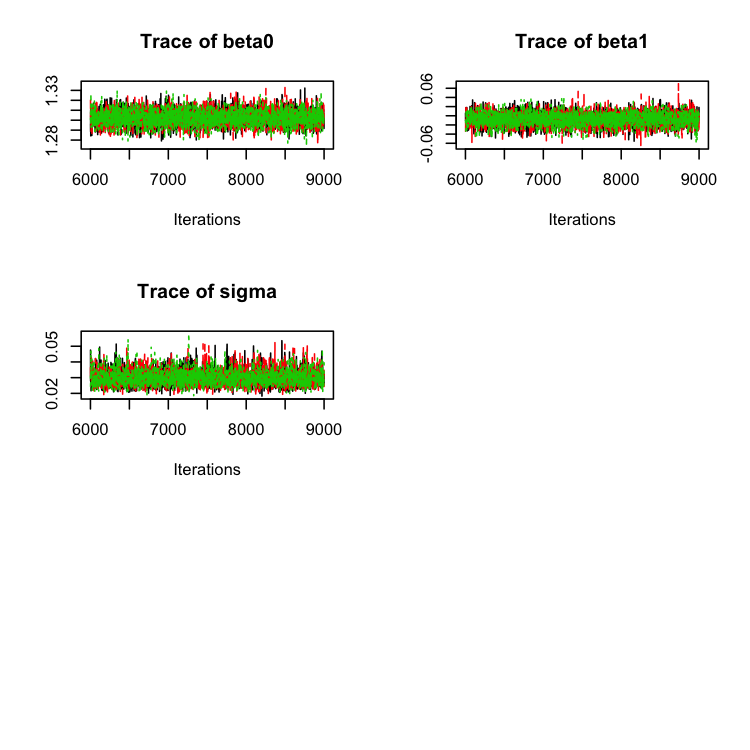 Trace of beta0
1.33
1.28
6000 7000 8000 9000
Iterations
Trace of beta1
0.06
-0.06
6000 7000 8000 9000
Iterations
Trace of sigma
0.05
0.02
6000 7000 8000 9000
Iterations